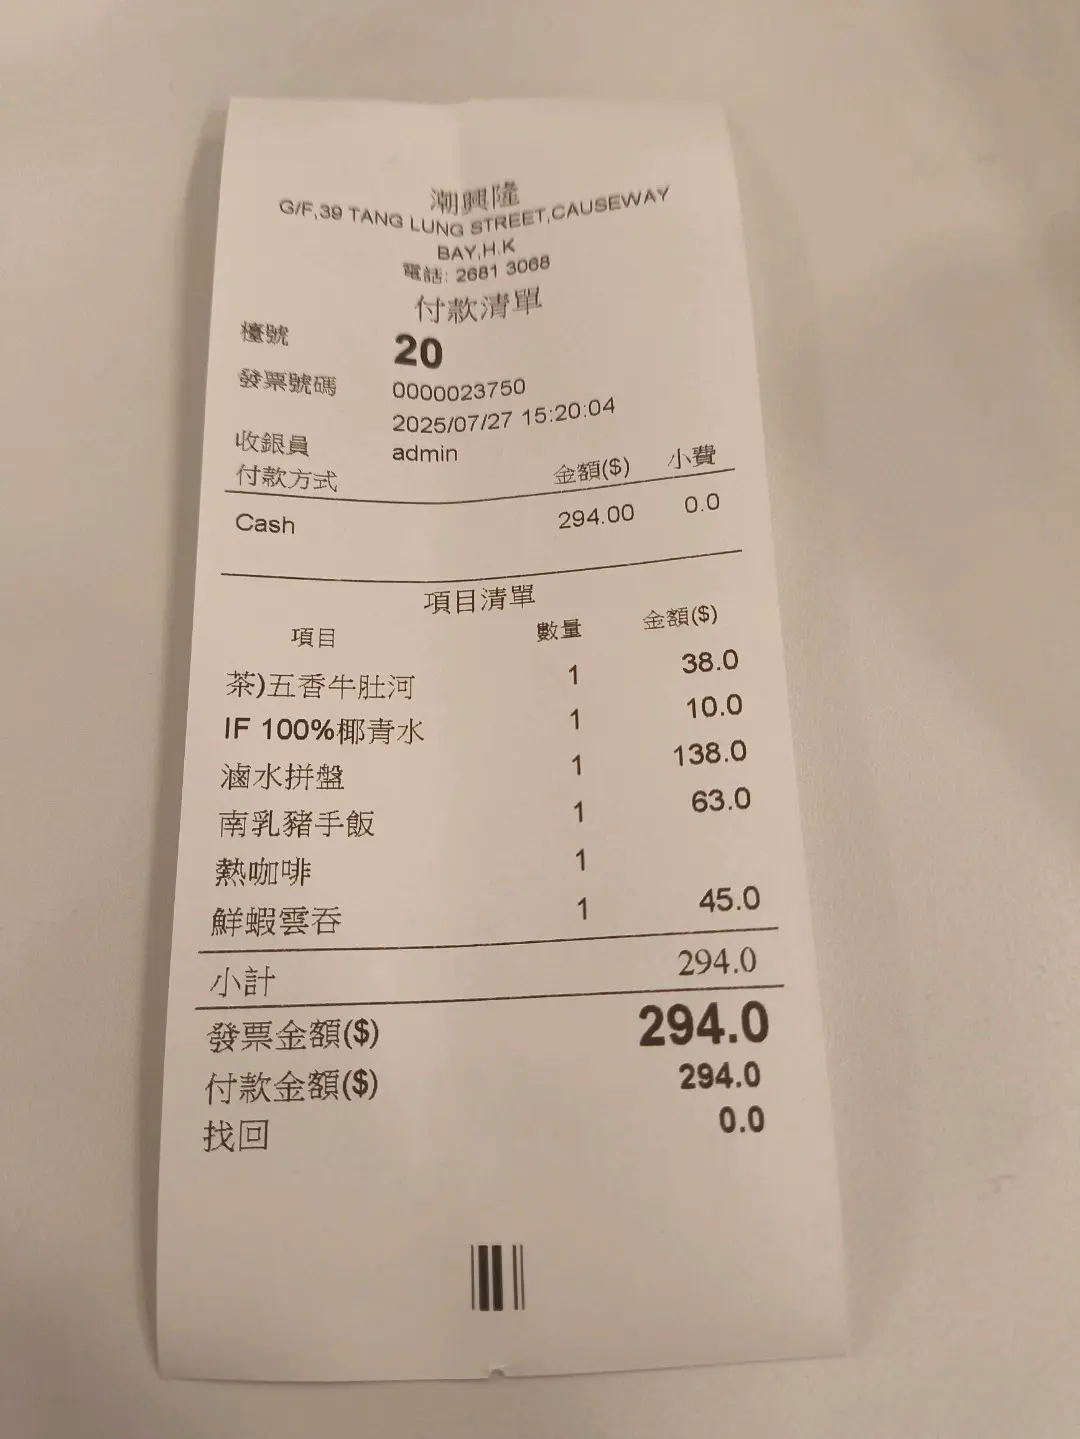 潮興隆
G/F,39 TANG LUNG STREET,CAUSEWAY
BAY,H.K
電話: 2681 3068
付款清單
檯號 20
發票號碼 0000023750
2025/07/27 15:20:04
收銀員 admin
付款方式 金額($) 小費
Cash 294.00 0.0
項目清單
項目 數量 金額($)
茶)五香牛肚河 1 38.0
IF 100%椰青水 1 10.0
滷水拼盤 1 138.0
南乳豬手飯 1 63.0
熱咖啡 1
鮮蝦雲吞 1 45.0
小計 294.0
發票金額($) 294.0
付款金額($) 294.0
找回 0.0